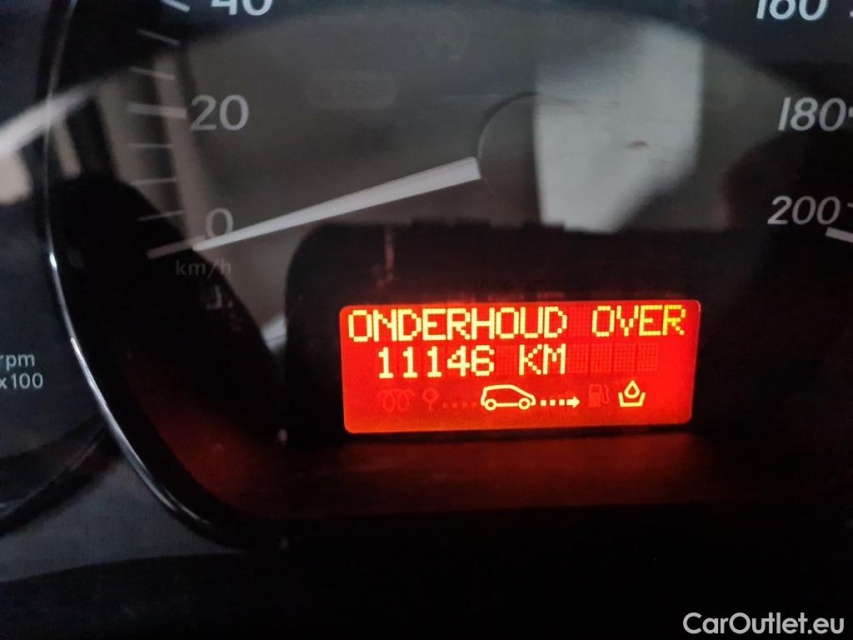 40
160
20
180
0
200
km/h
ONDERHOUD OVER
11146 KM
rpm
x100
CarOutlet.eu